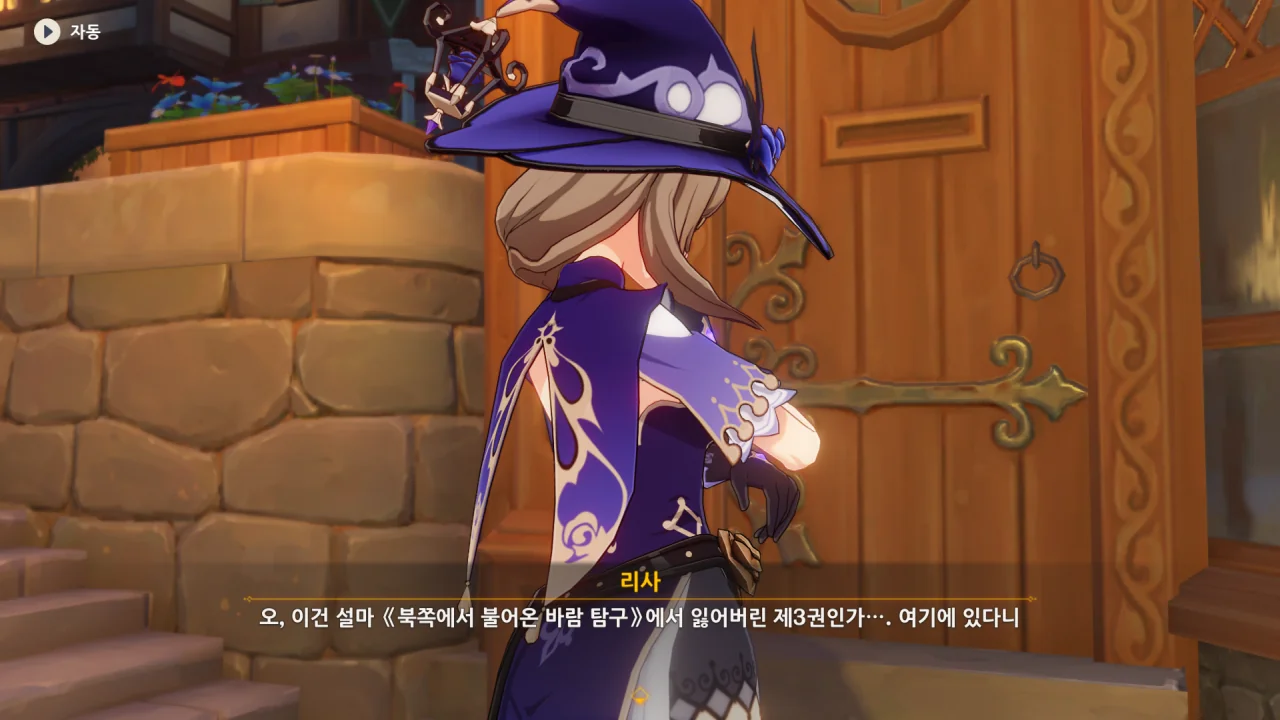 자동
리사
오, 이건 설마 《북쪽에서 불어온 바람 탐구》에서 잃어버린 제3권인가…. 여기에 있다니